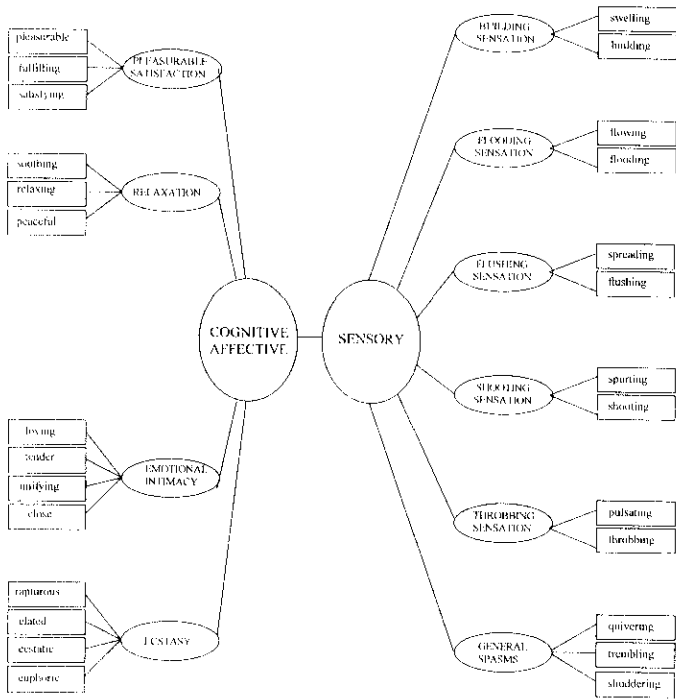 pleasurable
fulfilling
satisfying
PLEASURABLE
SATISFACTION
soothing
relaxing
peaceful
RELAXATION
COGNITIVE
AFFECTIVE
loving
tender
unifying
close
EMOTIONAL
INTIMACY
rapturous
elated
ecstatic
euphoric
ECSTASY
SENSORY
BUILDING
SENSATION
swelling
building
FLOODING
SENSATION
flowing
flooding
FLUSHING
SENSATION
spreading
flushing
SHOOTING
SENSATION
spurting
shooting
THROBBING
SENSATION
pulsating
throbbing
GENERAL
SPASMS
quivering
trembling
shuddering